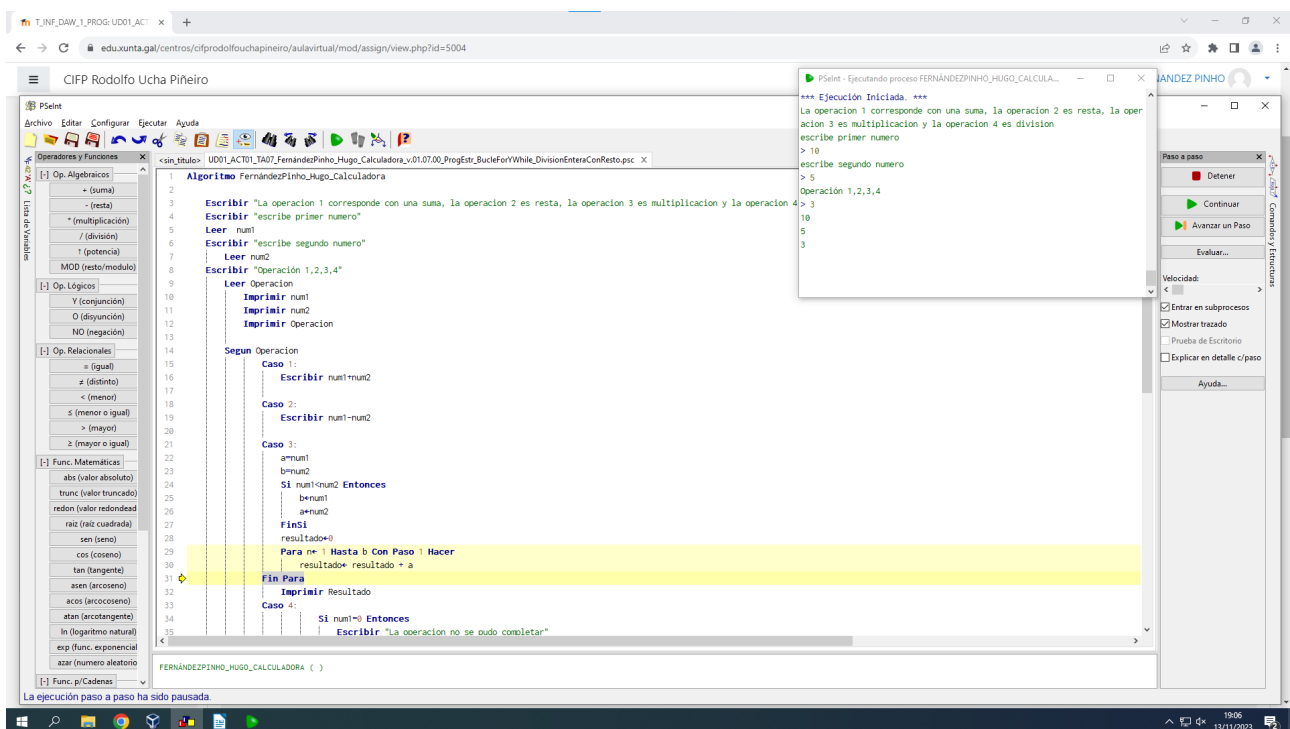 T_INF_DAW_1_PROG: UD01_ACT
edu.xunta.gal/centros/cifprodolfouchapineiro/aulavirtual/mod/assign/view.php?id=5004
CIFP Rodolfo Ucha Piñeiro
NANDEZ PINHO
PSeInt
Archivo Editar Configurar Ejecutar Ayuda
Operadores y Funciones
<sin_titulo> UD01_ACT01_TA07_FernándezPinho_Hugo_Calculadora_v.01.07.00_ProgEstr_BucleForYWhile_DivisionEnteraConResto.psc
Lista de Variables
[-] Op. Algebraicos
+ (suma)
- (resta)
* (multiplicación)
/ (división)
↑ (potencia)
MOD (resto/modulo)
[-] Op. Lógicos
Y (conjunción)
O (disyunción)
NO (negación)
[-] Op. Relacionales
= (igual)
≠ (distinto)
< (menor)
≤ (menor o igual)
> (mayor)
≥ (mayor o igual)
[-] Func. Matemáticas
abs (valor absoluto)
trunc (valor truncado)
redon (valor redondead
raiz (raíz cuadrada)
sen (seno)
cos (coseno)
tan (tangente)
asen (arcoseno)
acos (arcocoseno)
atan (arcotangente)
ln (logaritmo natural)
exp (func. exponencial
azar (numero aleatorio
[-] Func. p/Cadenas
1 Algoritmo FernándezPinho_Hugo_Calculadora
2
3 Escribir "La operacion 1 corresponde con una suma, la operacion 2 es resta, la operacion 3 es multiplicacion y la operacion 4
4 Escribir "escribe primer numero"
5 Leer num1
6 Escribir "escribe segundo numero"
7 Leer num2
8 Escribir "Operación 1,2,3,4"
9 Leer Operacion
10 Imprimir num1
11 Imprimir num2
12 Imprimir Operacion
13
14 Segun Operacion
15 Caso 1:
16 Escribir num1+num2
17
18 Caso 2:
19 Escribir num1-num2
20
21 Caso 3:
22 a=num1
23 b=num2
24 Si num1<num2 Entonces
25 b←num1
26 a←num2
27 FinSi
28 resultado←0
29 Para n← 1 Hasta b Con Paso 1 Hacer
30 resultado← resultado + a
31 Fin Para
32 Imprimir Resultado
33 Caso 4:
34 Si num1=0 Entonces
35 Escribir "La operacion no se pudo completar"
FERNÁNDEZPINHO_HUGO_CALCULADORA ( )
La ejecución paso a paso ha sido pausada.
PSeInt - Ejecutando proceso FERNÁNDEZPINHO_HUGO_CALCULA...
*** Ejecución Iniciada. ***
La operacion 1 corresponde con una suma, la operacion 2 es resta, la oper
acion 3 es multiplicacion y la operacion 4 es division
escribe primer numero
> 10
escribe segundo numero
> 5
Operación 1,2,3,4
> 3
10
5
3
Paso a paso
Detener
Continuar
Avanzar un Paso
Evaluar...
Velocidad:
Entrar en subprocesos
Mostrar trazado
Prueba de Escritorio
Explicar en detalle c/paso
Ayuda...
Comandos y Estructuras
19:06
13/11/2023